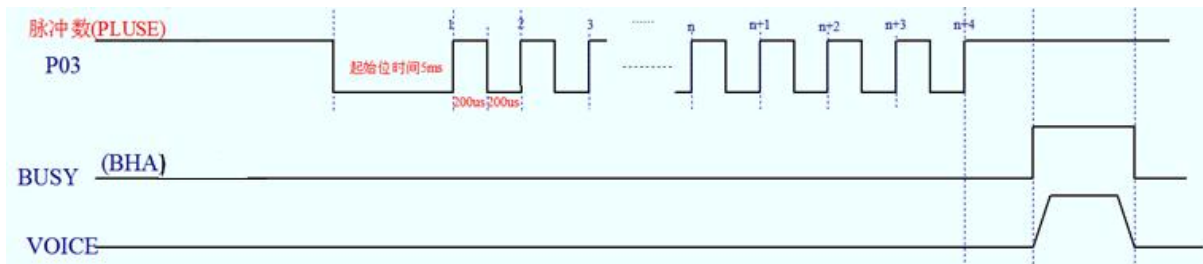 脉冲数(PLUSE) 1 2 3 ...... n n+1 n+2 n+3 n+4
P03 起始位时间5ms ----------
200us 200us
(BHA)
BUSY
VOICE